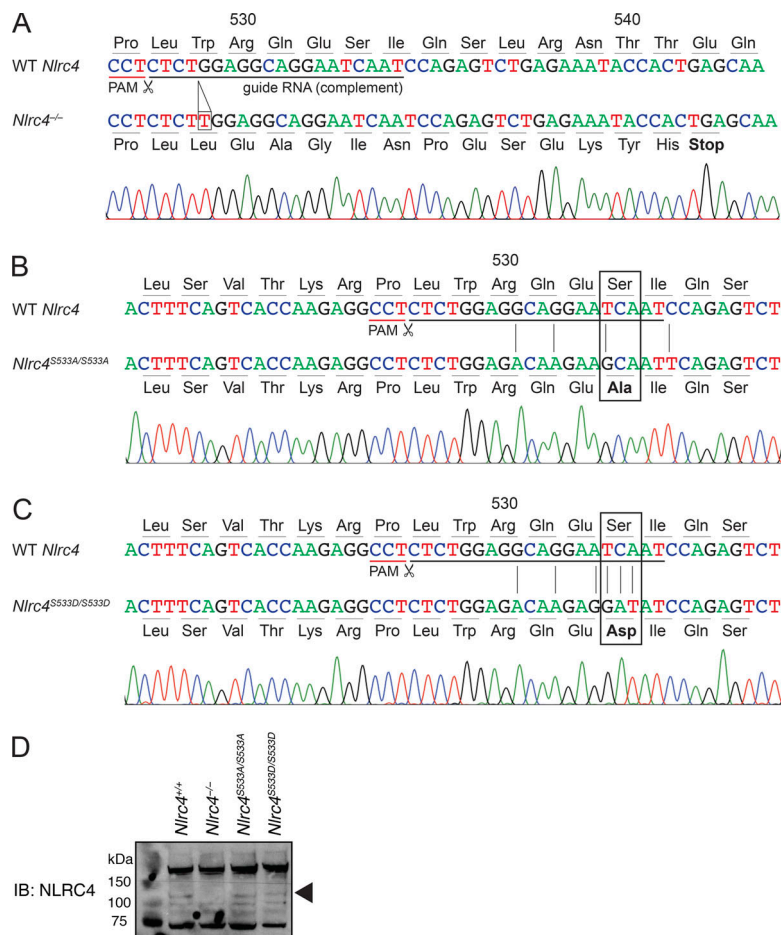 A
530 540
Pro Leu Trp Arg Gln Glu Ser Ile Gln Ser Leu Arg Asn Thr Thr Glu Gln
WT Nlrc4 CCTCTCTGGAGGCAGGAATCAATCCAGAGTCTGAGAAATACCACTGAGCAA
PAM guide RNA (complement)
Nlrc4–/– CCTCTCTTGGAGGCAGGAATCAATCCAGAGTCTGAGAAATACCACTGAGCAA
Pro Leu Leu Glu Ala Gly Ile Asn Pro Glu Ser Glu Lys Tyr His Stop
B
530
Leu Ser Val Thr Lys Arg Pro Leu Trp Arg Gln Glu Ser Ile Gln Ser
WT Nlrc4 ACTTTCAGTCACCAAGAGGCCTCTCTGGAGGCAGGAATCAATCCAGAGTCT
PAM
Nlrc4S533A/S533A ACTTTCAGTCACCAAGAGGCCTCTCTGGAGACAAGAAGCAATTCAGAGTCT
Leu Ser Val Thr Lys Arg Pro Leu Trp Arg Gln Glu Ala Ile Gln Ser
C
530
Leu Ser Val Thr Lys Arg Pro Leu Trp Arg Gln Glu Ser Ile Gln Ser
WT Nlrc4 ACTTTCAGTCACCAAGAGGCCTCTCTGGAGGCAGGAATCAATCCAGAGTCT
PAM
Nlrc4S533D/S533D ACTTTCAGTCACCAAGAGGCCTCTCTGGAGACAAGAGGATATCCAGAGTCT
Leu Ser Val Thr Lys Arg Pro Leu Trp Arg Gln Glu Asp Ile Gln Ser
D
Nlrc4+/+ Nlrc4–/– Nlrc4S533A/S533A Nlrc4S533D/S533D
kDa
150
IB: NLRC4
100
75